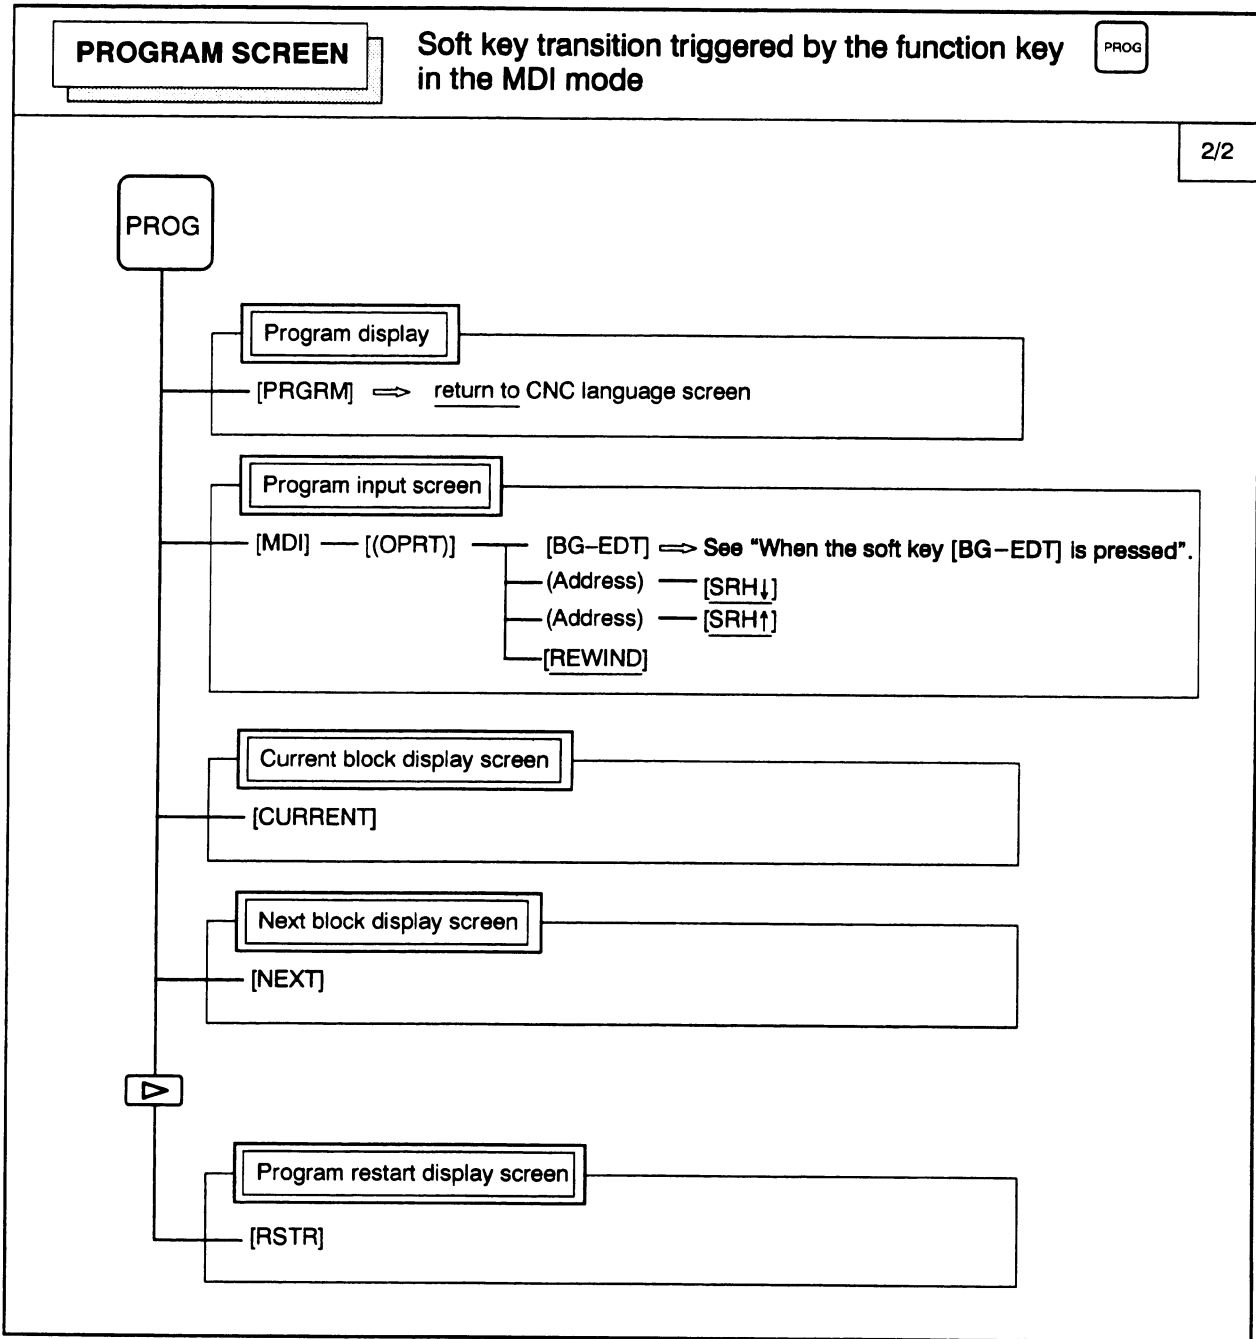 PROGRAM SCREEN
Soft key transition triggered by the function key PROG
in the MDI mode
2/2
PROG
Program display
[PRGRM] ⇒ return to CNC language screen
Program input screen
[MDI] — [(OPRT)] — [BG–EDT] ⇒ See “When the soft key [BG–EDT] is pressed”.
(Address) — [SRH↓]
(Address) — [SRH↑]
[REWIND]
Current block display screen
[CURRENT]
Next block display screen
[NEXT]
Program restart display screen
[RSTR]